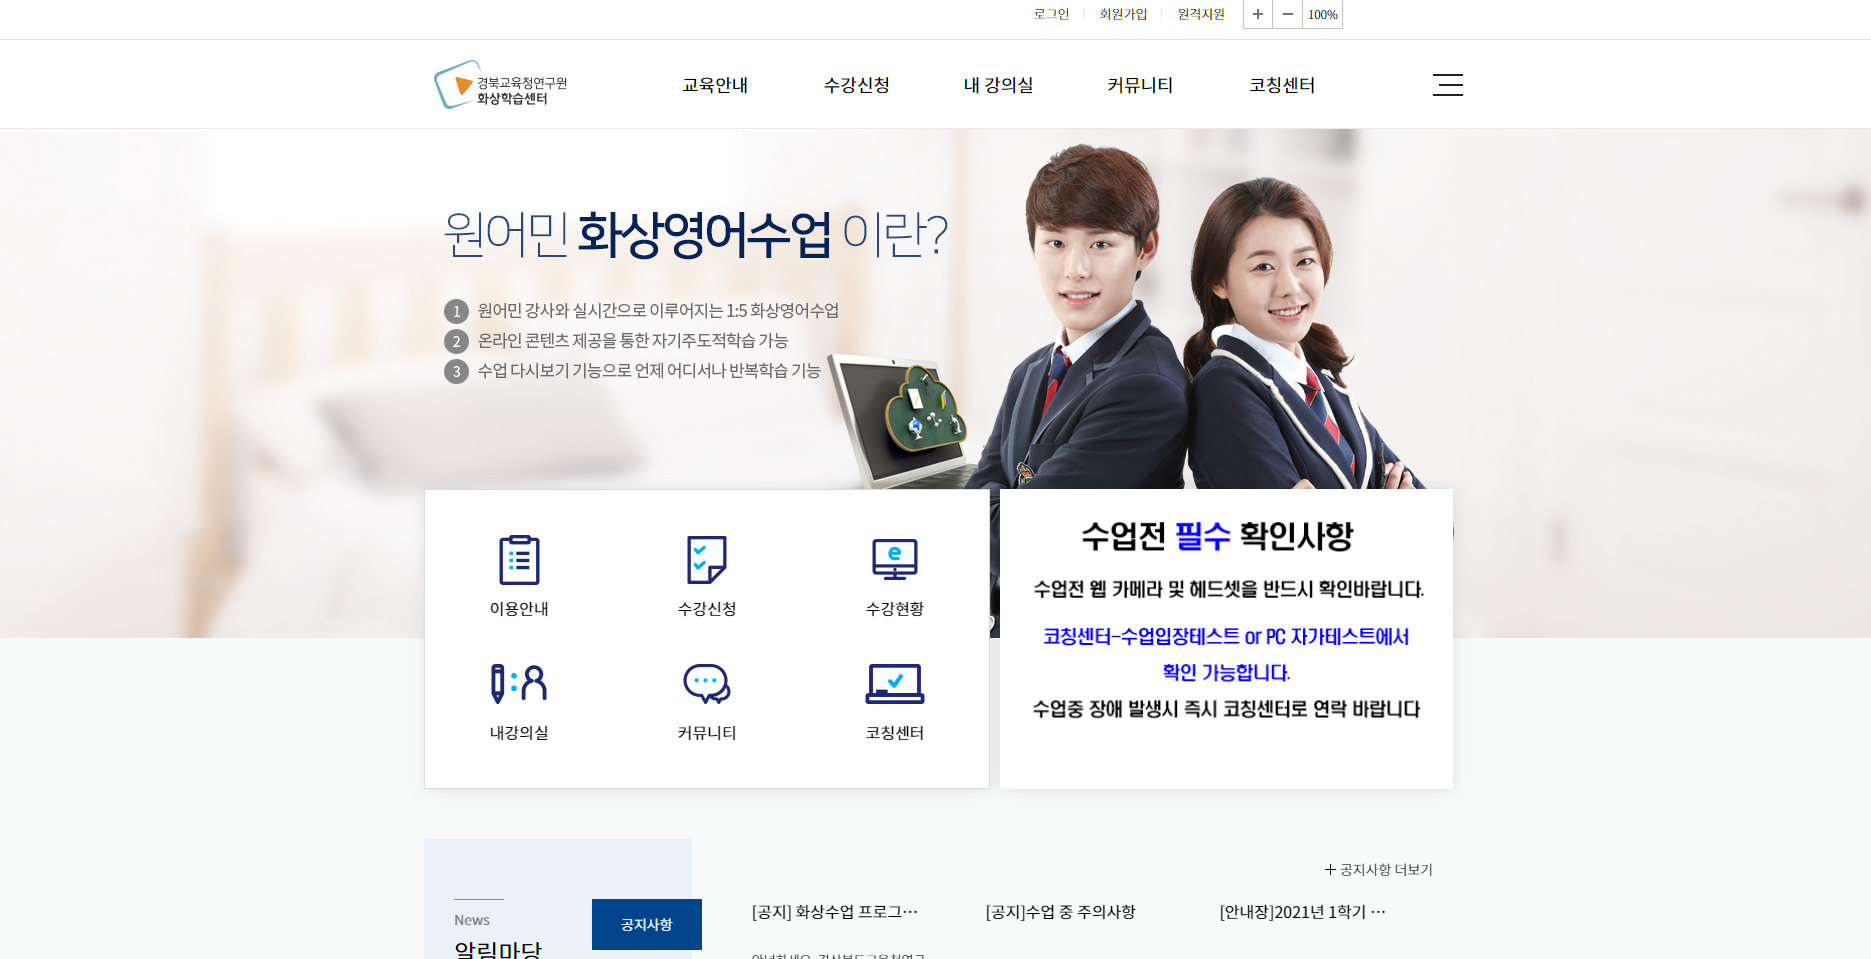 로그인
회원가입
원격지원
100%
경북교육청연구원
화상학습센터
교육안내
수강신청
내 강의실
커뮤니티
코칭센터
원어민 화상영어수업 이란?
1 원어민 강사와 실시간으로 이루어지는 1:5 화상영어수업
2 온라인 콘텐츠 제공을 통한 자기주도적학습 가능
3 수업 다시보기 기능으로 언제 어디서나 반복학습 기능
이용안내
수강신청
수강현황
내강의실
커뮤니티
코칭센터
수업전 필수 확인사항
수업전 웹 카메라 및 헤드셋을 반드시 확인바랍니다.
코칭센터-수업입장테스트 or PC 자가테스트에서
확인 가능합니다.
수업중 장애 발생시 즉시 코칭센터로 연락 바랍니다
공지사항 더보기
News
알림마당
공지사항
[공지] 화상수업 프로그…
[공지]수업 중 주의사항
[안내장]2021년 1학기 …